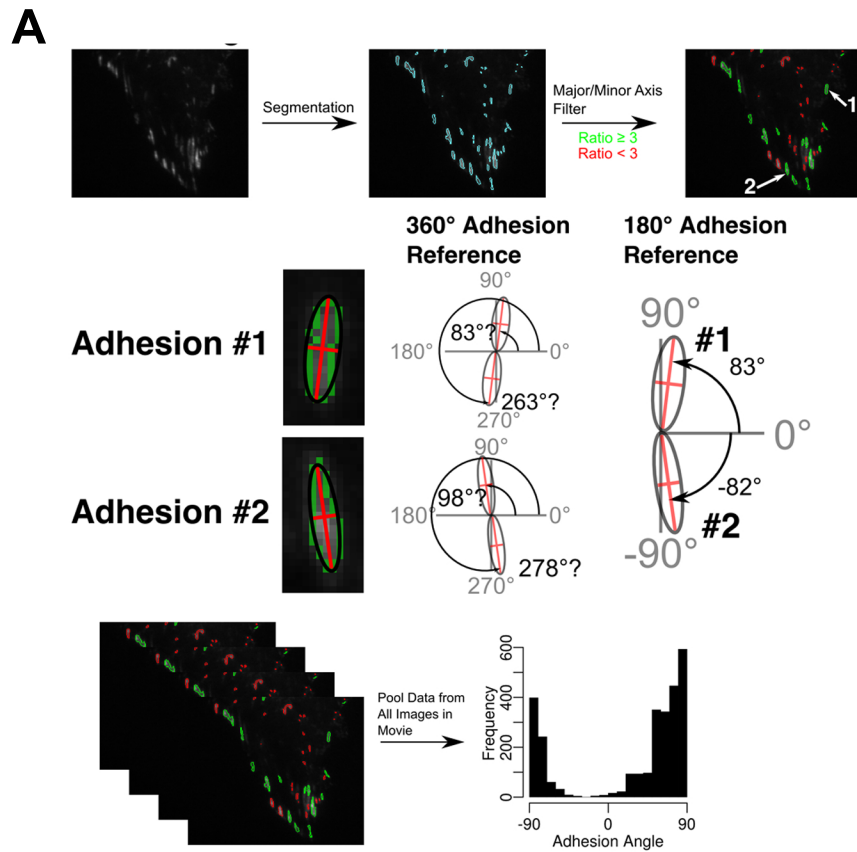 A
Segmentation
Major/Minor Axis
Filter
Ratio ≥ 3
Ratio < 3
1
2
360° Adhesion
Reference
180° Adhesion
Reference
Adhesion #1
90°
83°?
180°
0°
263°?
270°
Adhesion #2
90°
98°?
180°
0°
278°?
270°
90°
#1
83°
0°
-82°
#2
-90°
Pool Data from
All Images in
Movie
Frequency
0
200
400
600
-90
0
90
Adhesion Angle